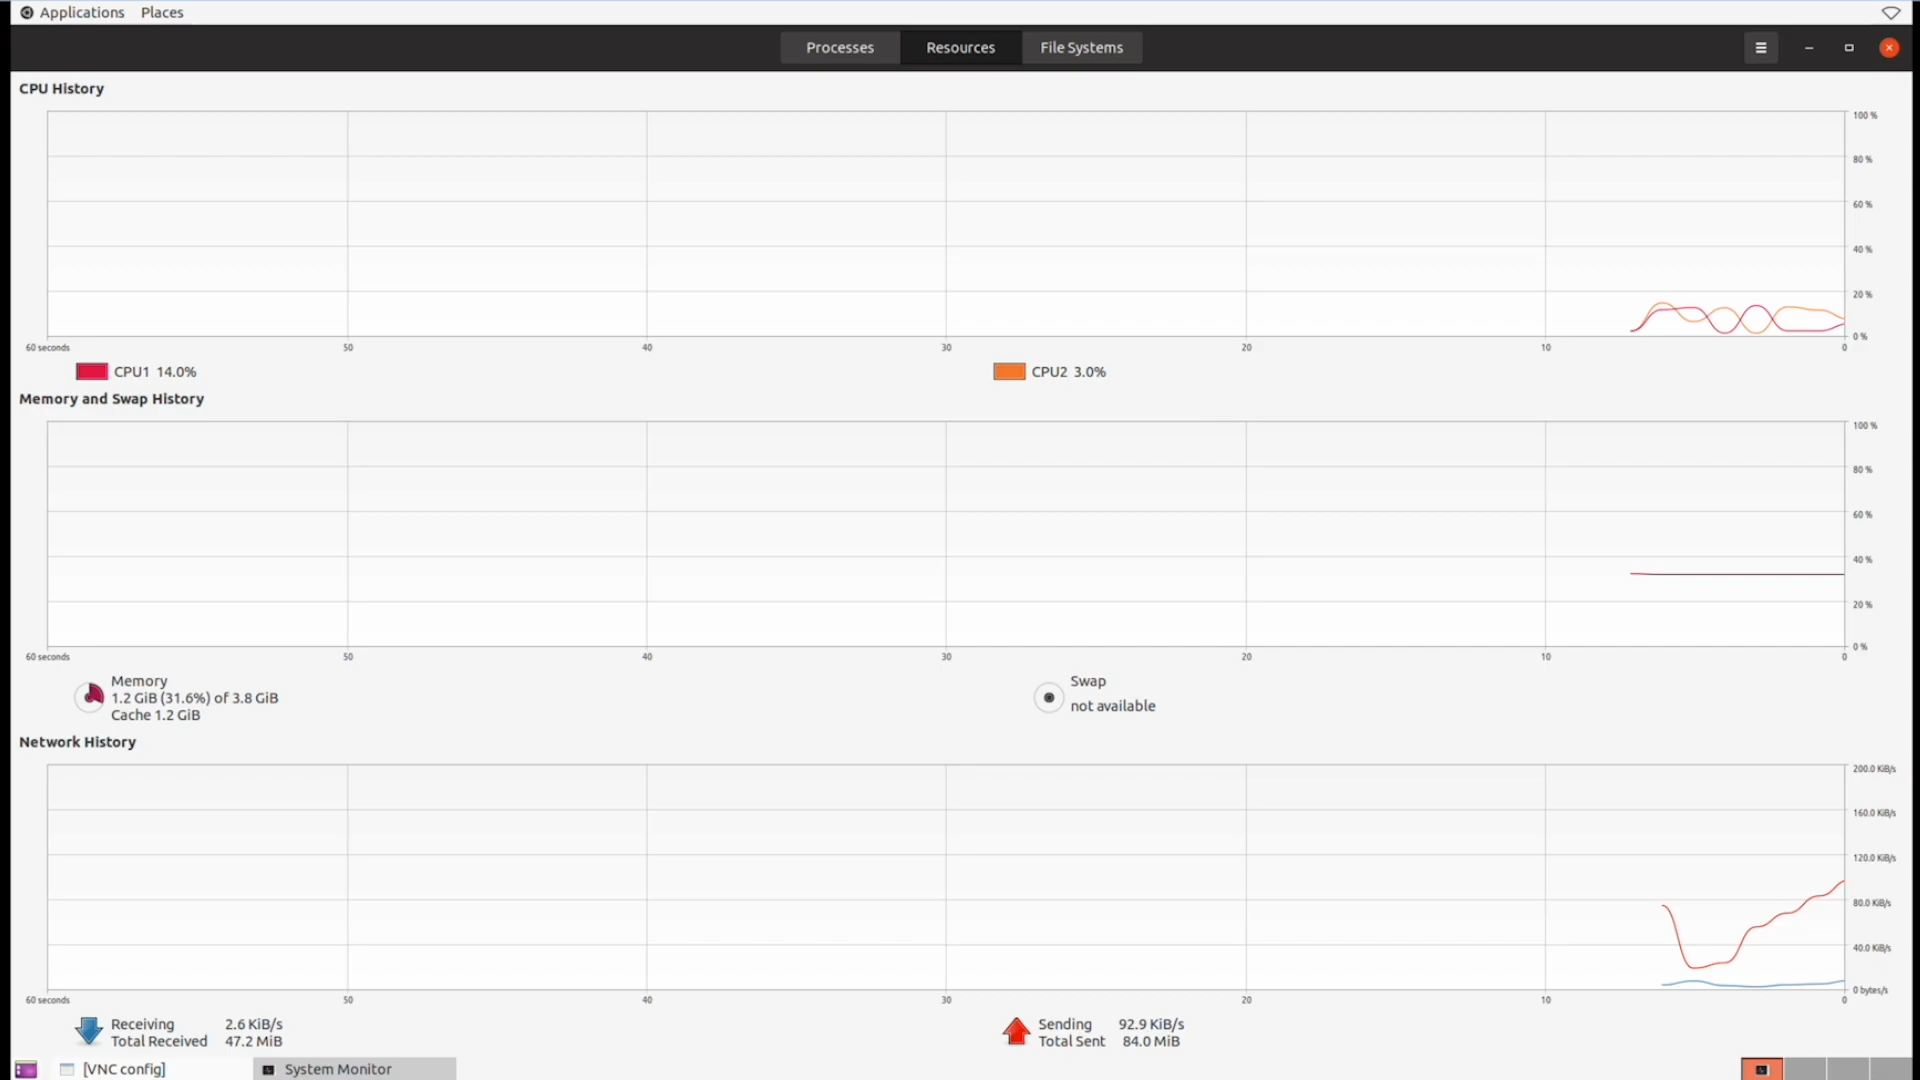 Applications Places
Processes Resources File Systems
CPU History
100 %
80 %
60 %
40 %
20 %
0 %
60 seconds 50 40 30 20 10 0
CPU1 14.0% CPU2 3.0%
Memory and Swap History
100 %
80 %
60 %
40 %
20 %
0 %
60 seconds 50 40 30 20 10 0
Memory
1.2 GiB (31.6%) of 3.8 GiB
Cache 1.2 GiB
Swap
not available
Network History
200.0 KiB/s
160.0 KiB/s
120.0 KiB/s
80.0 KiB/s
40.0 KiB/s
0 bytes/s
60 seconds 50 40 30 20 10 0
Receiving 2.6 KiB/s
Total Received 47.2 MiB
Sending 92.9 KiB/s
Total Sent 84.0 MiB
[VNC config] System Monitor